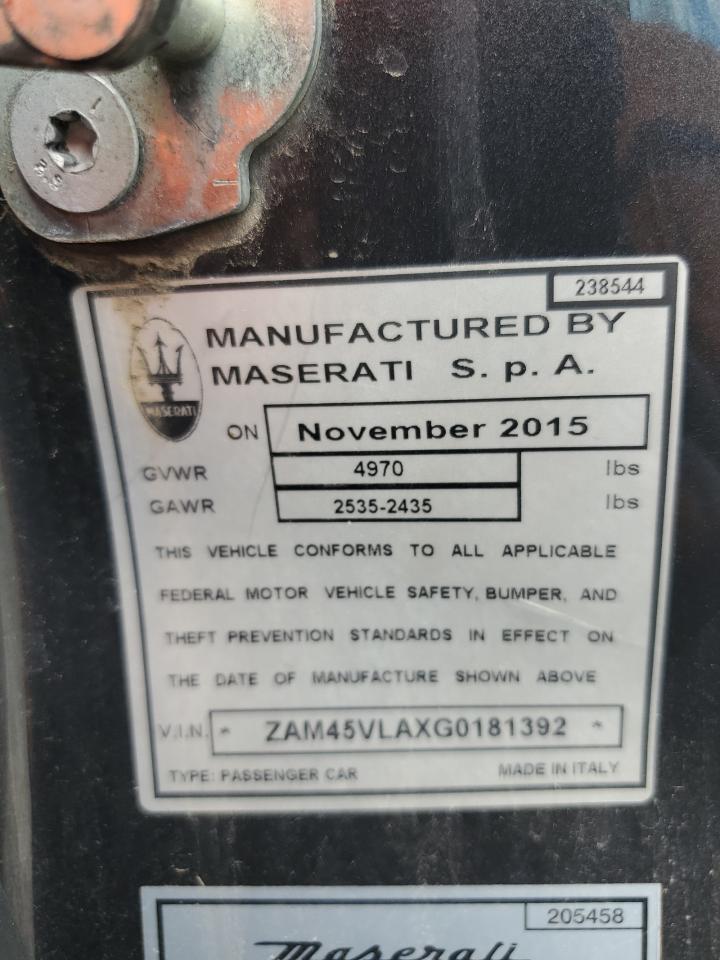 238544
MANUFACTURED BY
MASERATI S. p. A.
MASERATI
ON November 2015
GVWR 4970 lbs
GAWR 2535-2435 lbs
THIS VEHICLE CONFORMS TO ALL APPLICABLE
FEDERAL MOTOR VEHICLE SAFETY, BUMPER, AND
THEFT PREVENTION STANDARDS IN EFFECT ON
THE DATE OF MANUFACTURE SHOWN ABOVE
V.I.N. * ZAM45VLAXG0181392 *
TYPE: PASSENGER CAR MADE IN ITALY
205458
Maserati